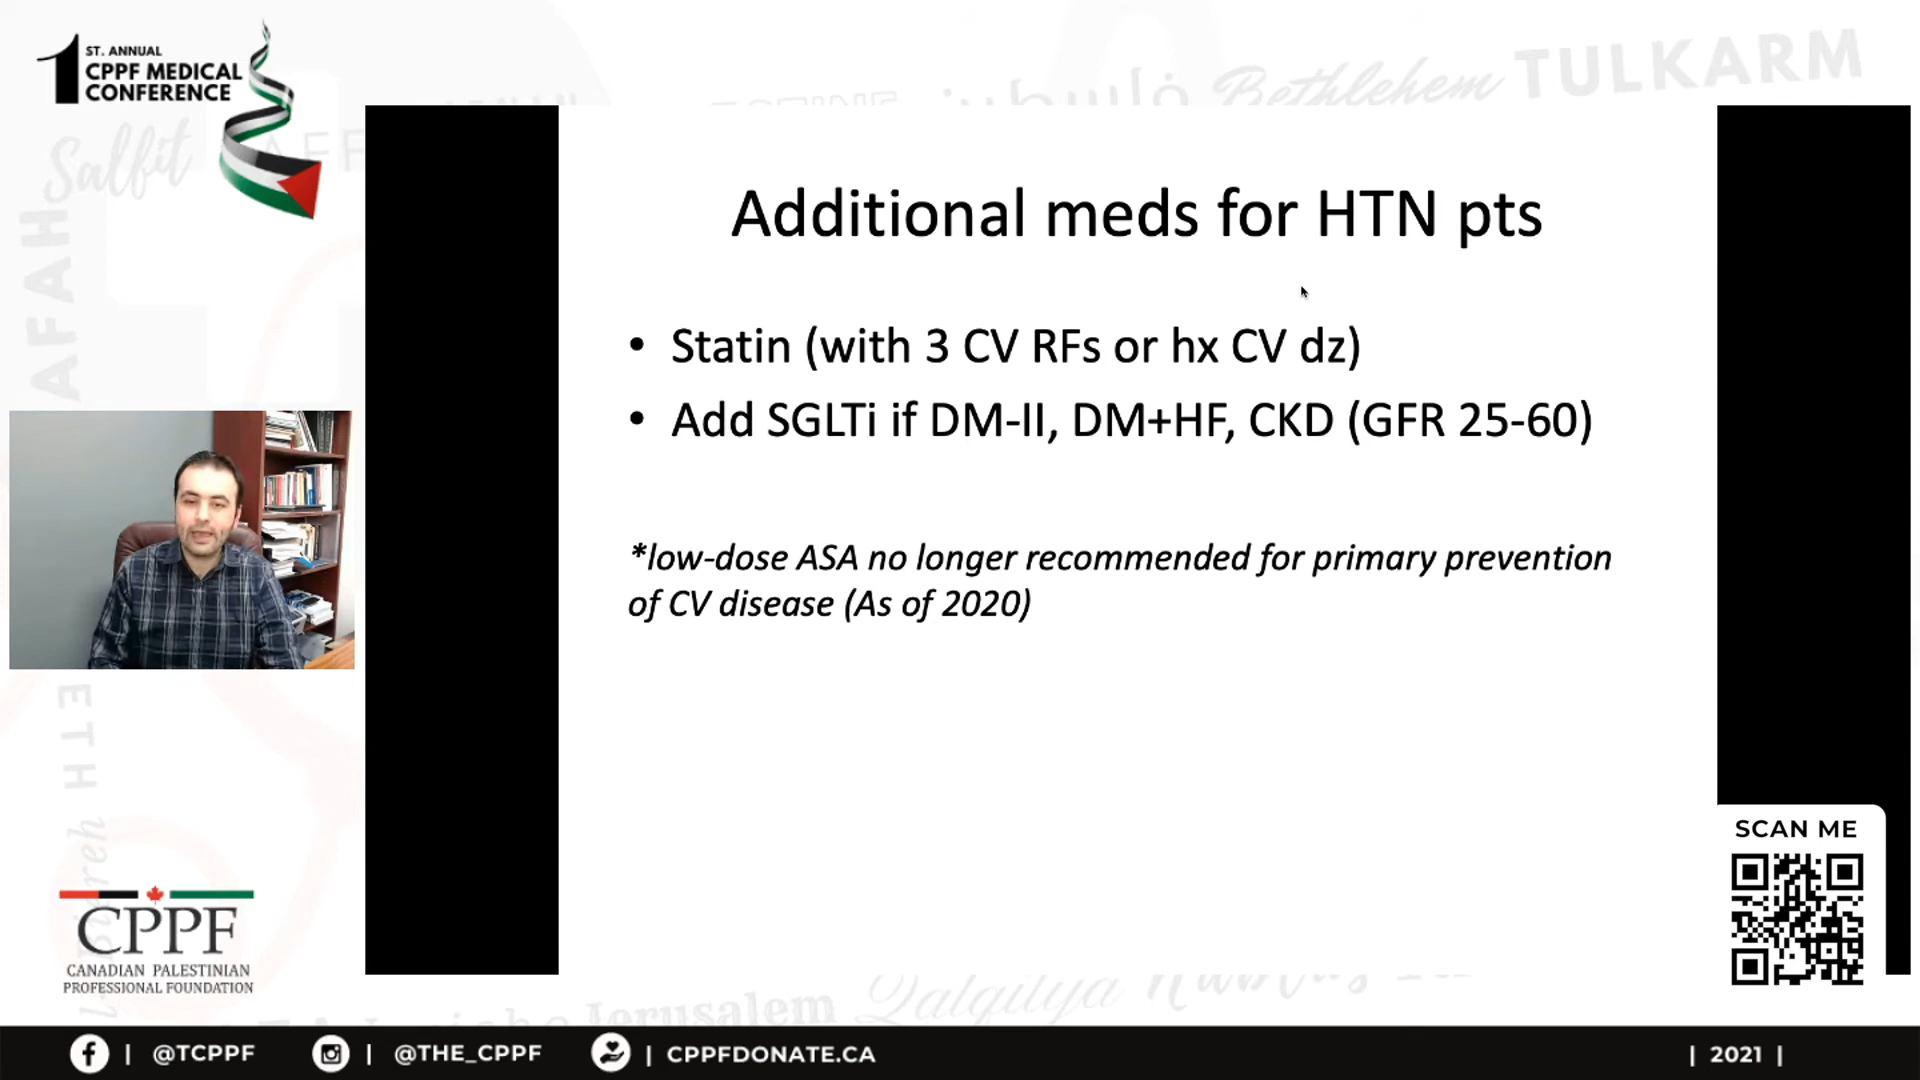 1 ST. ANNUAL
CPPF MEDICAL
CONFERENCE
Bethlehem TULKARM
فلسطين
Salfit
Additional meds for HTN pts
• Statin (with 3 CV RFs or hx CV dz)
• Add SGLTi if DM-II, DM+HF, CKD (GFR 25-60)
*low-dose ASA no longer recommended for primary prevention
of CV disease (As of 2020)
SCAN ME
CPPF
CANADIAN PALESTINIAN
PROFESSIONAL FOUNDATION
Jerusalem Qalqilya
| @TCPPF | @THE_CPPF | CPPFDONATE.CA | 2021 |